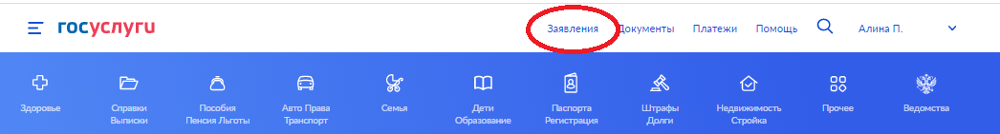 госуслуги Заявления Документы Платежи Помощь Алина П.
Здоровье
Справки
Выписки
Пособия
Пенсия Льготы
Авто Права
Транспорт
Семья
Дети
Образование
Паспорта
Регистрация
Штрафы
Долги
Недвижимость
Стройка
Прочее
Ведомства